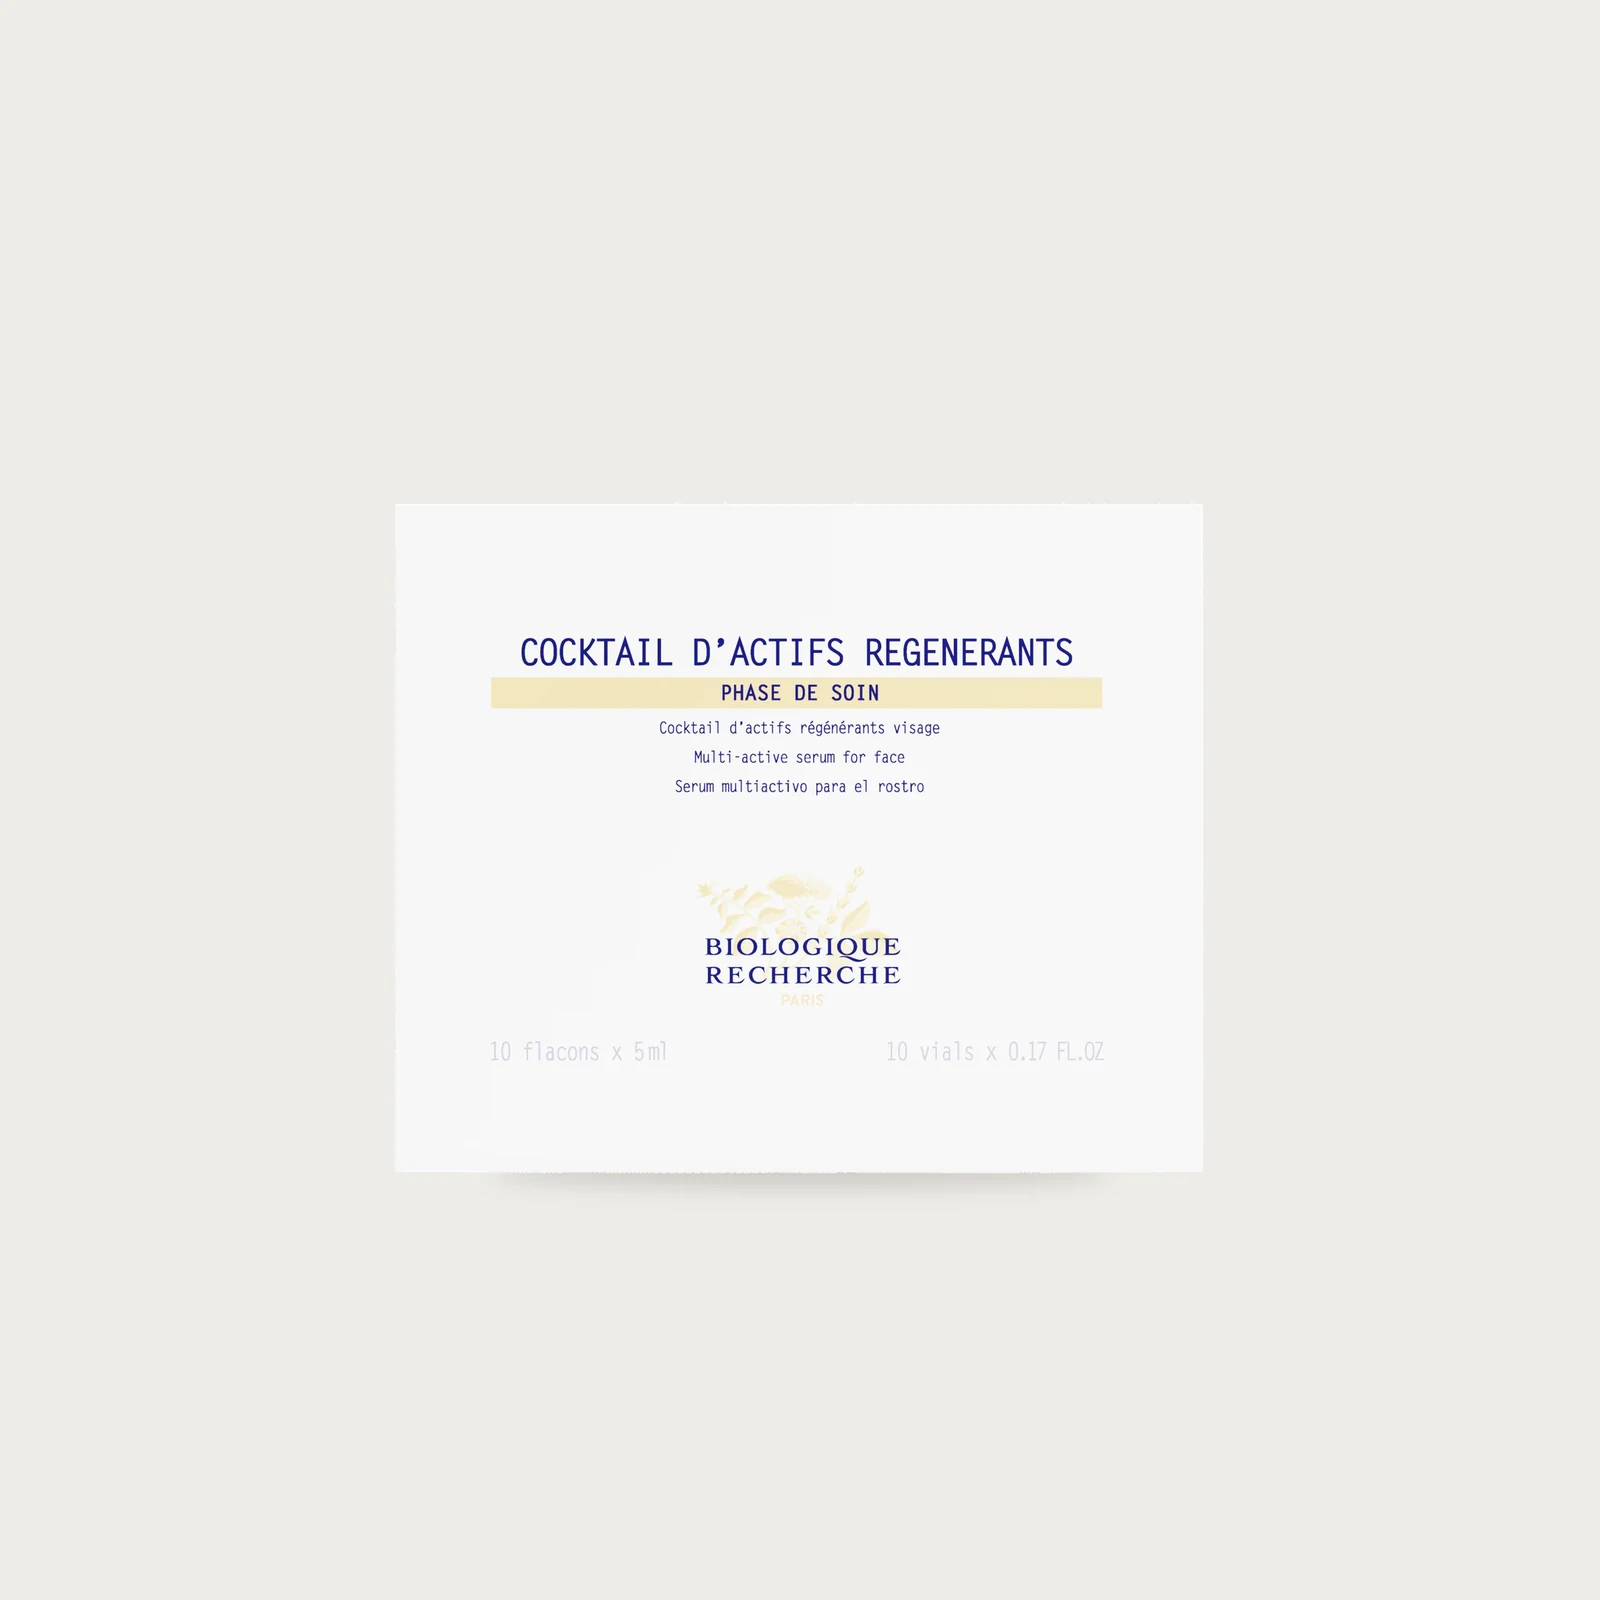 COCKTAIL D’ACTIFS REGENERANTS
PHASE DE SOIN
Cocktail d’actifs régénérants visage
Multi-active serum for face
Serum multiactivo para el rostro
BIOLOGIQUE
RECHERCHE
PARIS
10 flacons x 5ml 10 vials x 0.17 FL.OZ